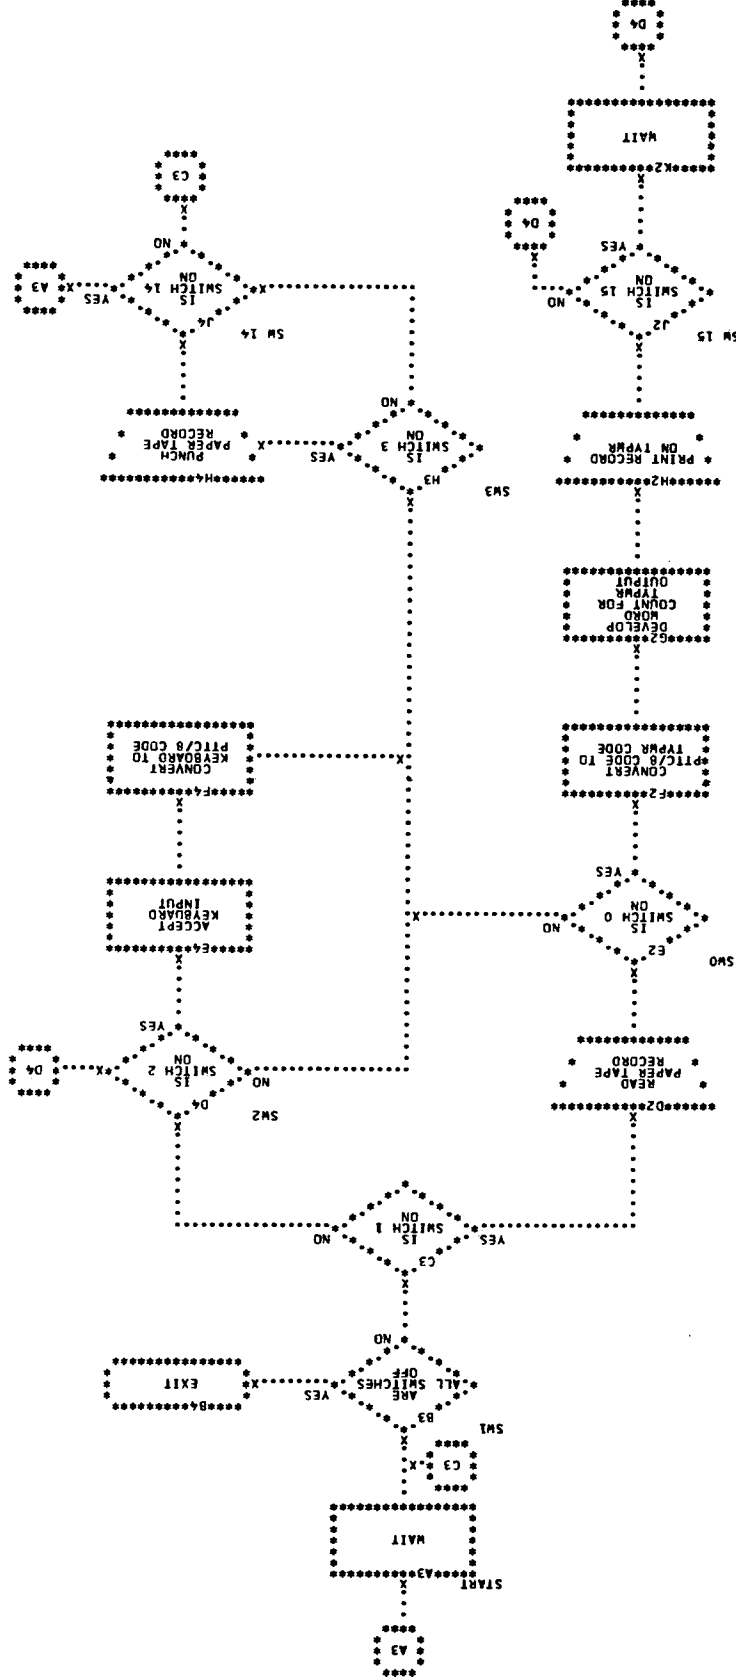 A3
START
A3
WAIT
C3
SW1
B3
ARE
ALL SWITCHES
OFF
YES
B4
EXIT
NO
C3
IS
SWITCH 1
ON
YES
NO
D2
READ
PAPER TAPE
RECORD
SW2
D4
IS
SWITCH 2
ON
NO
D4
YES
SW0
E2
IS
SWITCH 0
ON
NO
YES
E4
ACCEPT
KEYBOARD
INPUT
F2
CONVERT
PTTC/8 CODE TO
TYPWR CODE
F4
CONVERT
KEYBOARD TO
PTTC/8 CODE
G2
DEVELOP
WORD
COUNT FOR
TYPWR
OUTPUT
H2
PRINT RECORD
ON TYPWR
SW3
H3
IS
SWITCH 3
ON
YES
NO
H4
PUNCH
PAPER TAPE
RECORD
SW 15
J2
IS
SWITCH 15
ON
NO
YES
D4
SW 14
J4
IS
SWITCH 14
ON
YES
A3
NO
C3
K2
WAIT
D4